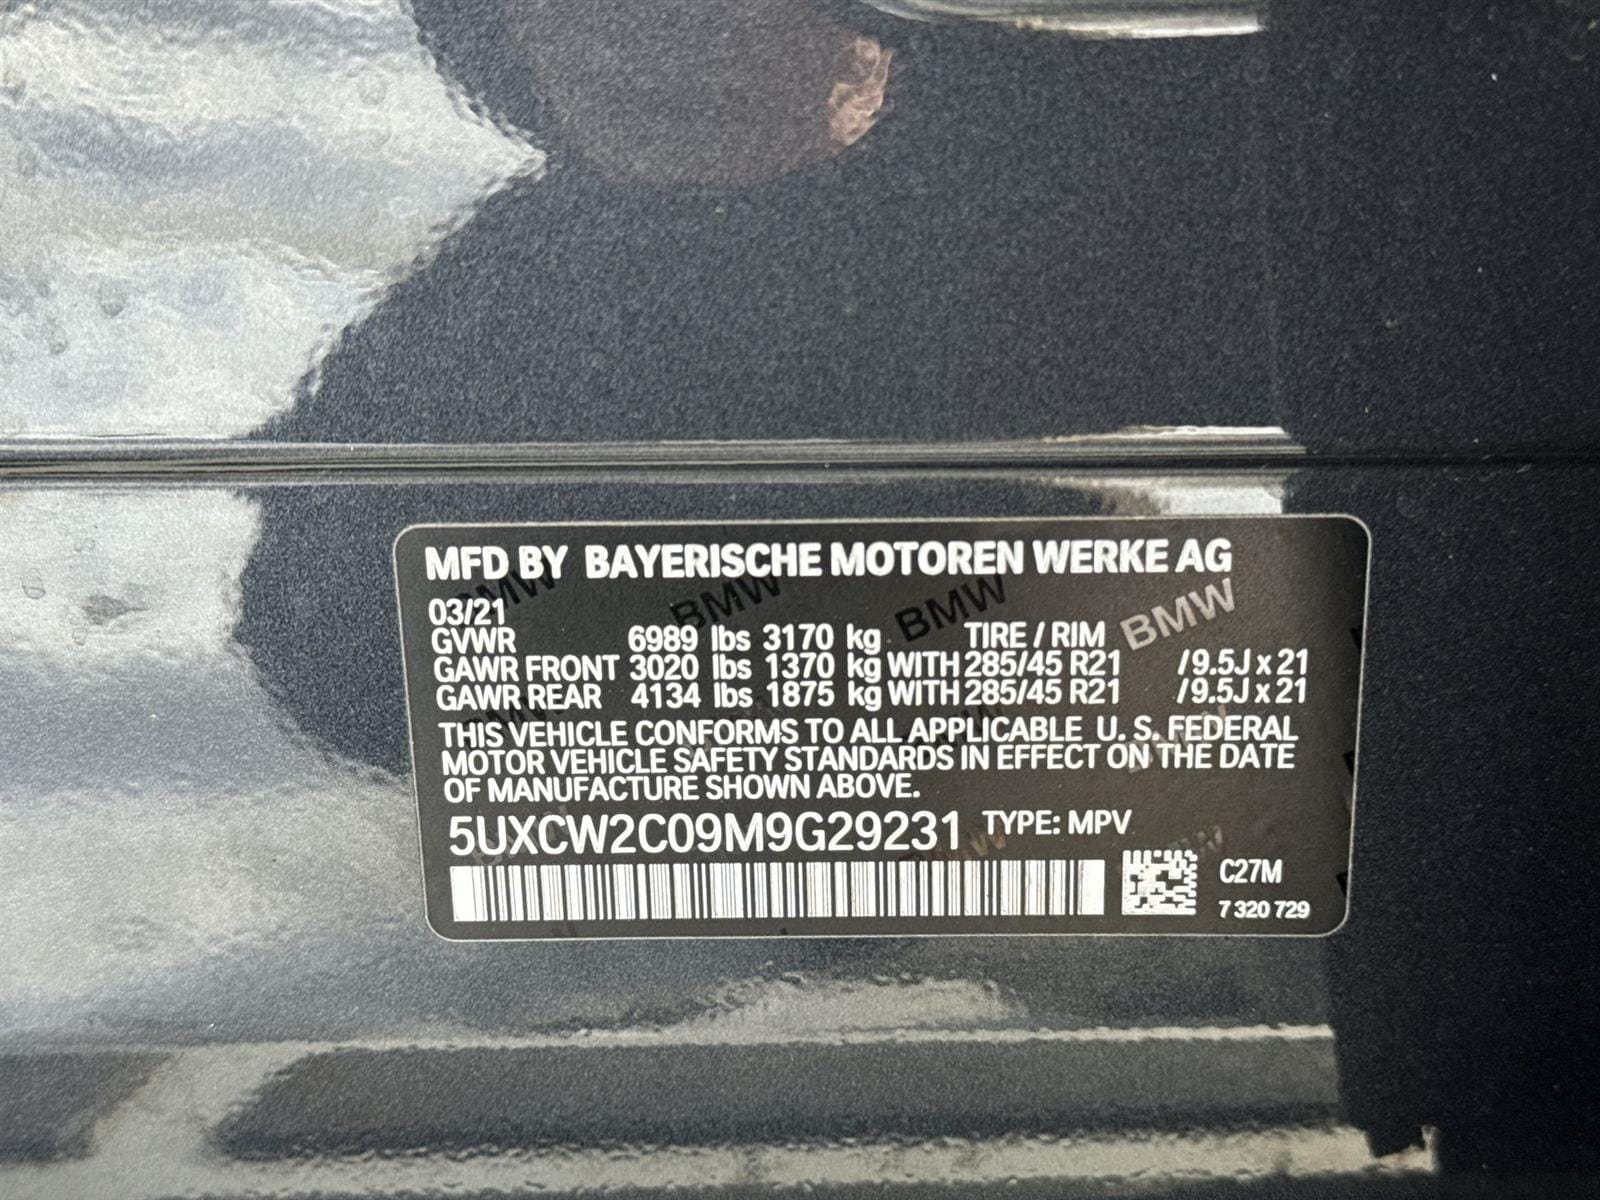 MFD BY BAYERISCHE MOTOREN WERKE AG
03/21
GVWR 6989 lbs 3170 kg TIRE / RIM
GAWR FRONT 3020 lbs 1370 kg WITH 285/45 R21 /9.5J x 21
GAWR REAR 4134 lbs 1875 kg WITH 285/45 R21 /9.5J x 21
THIS VEHICLE CONFORMS TO ALL APPLICABLE U. S. FEDERAL
MOTOR VEHICLE SAFETY STANDARDS IN EFFECT ON THE DATE
OF MANUFACTURE SHOWN ABOVE.
5UXCW2C09M9G29231 TYPE: MPV
C27M
7 320 729
BMW
BMW
BMW
BMW